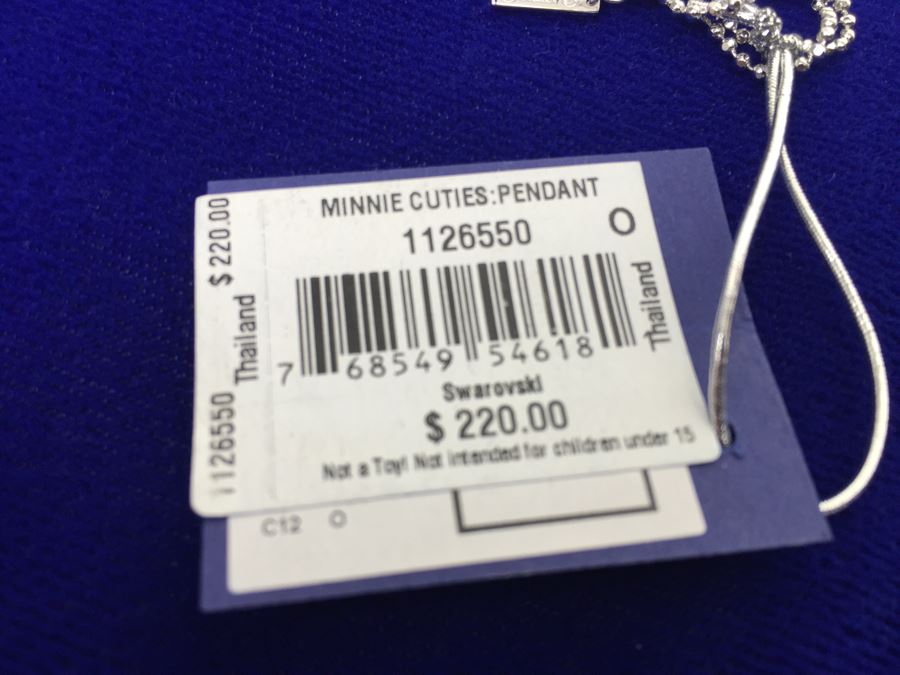 MINNIE CUTIES:PENDANT
1126550
O
$ 220.00
Thailand
1126550
Thailand
7 68549 54618
Swarovski
$ 220.00
Not a Toy! Not intended for children under 15
C12 O